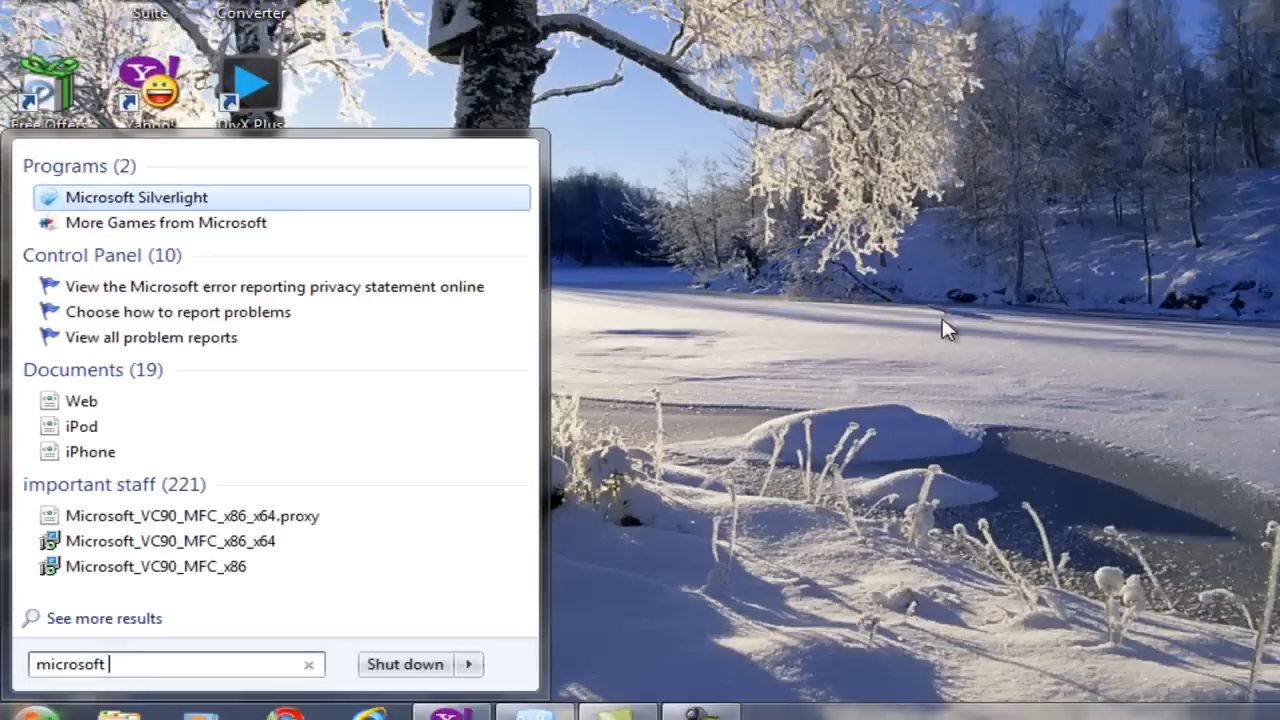 Suite
Converter
Free Offers
Yahoo!
DivX Plus
Programs (2)
Microsoft Silverlight
More Games from Microsoft
Control Panel (10)
View the Microsoft error reporting privacy statement online
Choose how to report problems
View all problem reports
Documents (19)
Web
iPod
iPhone
important staff (221)
Microsoft_VC90_MFC_x86_x64.proxy
Microsoft_VC90_MFC_x86_x64
Microsoft_VC90_MFC_x86
See more results
microsoft
Shut down